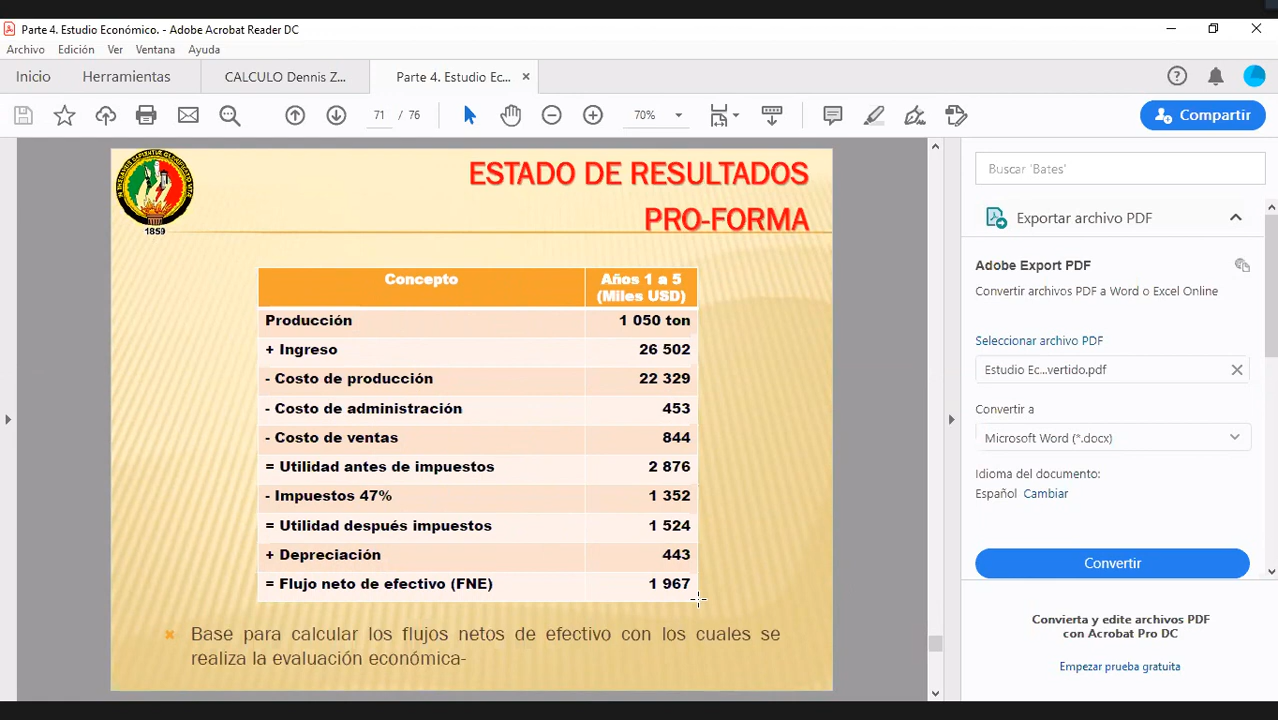 Parte 4. Estudio Económico. - Adobe Acrobat Reader DC
Archivo Edición Ver Ventana Ayuda
Inicio Herramientas CALCULO Dennis Z... Parte 4. Estudio Ec... ×
71 / 76 70% Compartir
ESTADO DE RESULTADOS
PRO-FORMA
1859
Concepto Años 1 a 5
(Miles USD)
Producción 1 050 ton
+ Ingreso 26 502
- Costo de producción 22 329
- Costo de administración 453
- Costo de ventas 844
= Utilidad antes de impuestos 2 876
- Impuestos 47% 1 352
= Utilidad después impuestos 1 524
+ Depreciación 443
= Flujo neto de efectivo (FNE) 1 967
Base para calcular los flujos netos de efectivo con los cuales se
realiza la evaluación económica-
Buscar 'Bates'
Exportar archivo PDF
Adobe Export PDF
Convertir archivos PDF a Word o Excel Online
Seleccionar archivo PDF
Estudio Ec...vertido.pdf
Convertir a
Microsoft Word (*.docx)
Idioma del documento:
Español Cambiar
Convertir
Convierta y edite archivos PDF
con Acrobat Pro DC
Empezar prueba gratuita